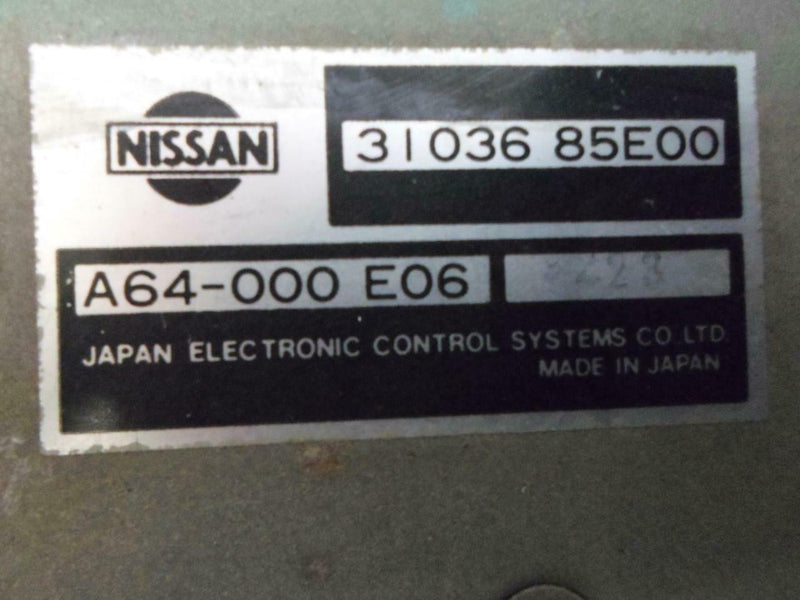 NISSAN
31036 85E00
A64-000 E06
JAPAN ELECTRONIC CONTROL SYSTEMS CO. LTD.
MADE IN JAPAN